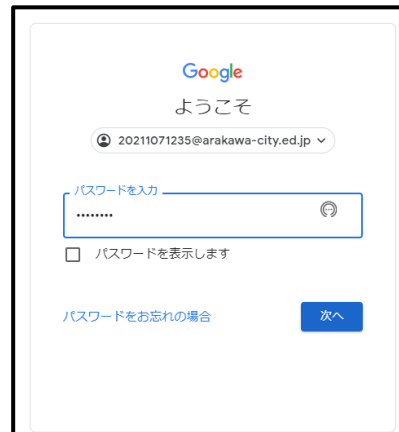 Google
ようこそ
20211071235@arakawa-city.ed.jp
パスワードを入力
••••••••
パスワードを表示します
パスワードをお忘れの場合
次へ